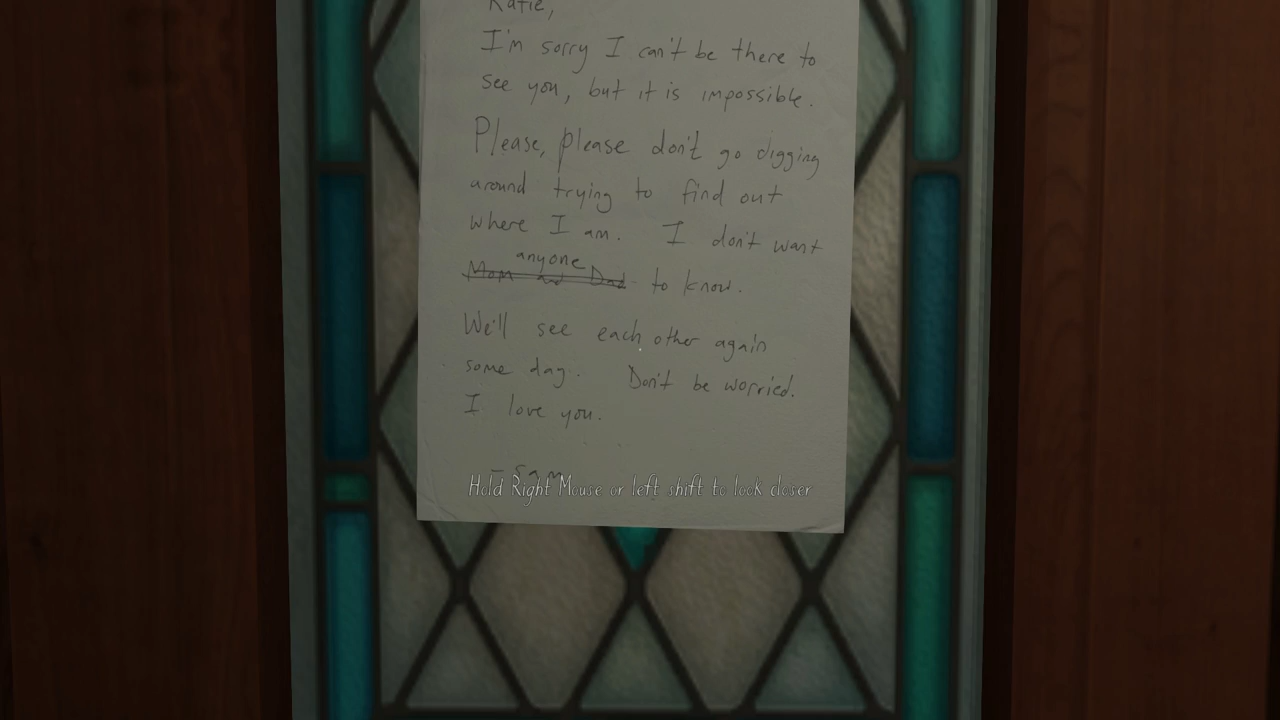 Katie,
I'm sorry I can't be there to
see you, but it is impossible.
Please, please don't go digging
around trying to find out
where I am. I don't want
anyone
Mom and Dad to know.
We'll see each other again
some day. Don't be worried.
I love you.
- Sam
Hold Right Mouse or left shift to look closer